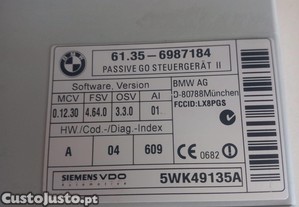 BMW
61.35 - 6987184
PASSIVE GO STEUERGERÄT II
Software, Version
MCV FSV OSV AI
0.12.30 4.64.0 3.3.0 01
HW./Cod-/Diag.-Index
A 04 609
BMW AG
D-80788München
FCCID:LX8PGS
CE 0682 !
SIEMENS VDO 5WK49135A
CustoJusto.pt